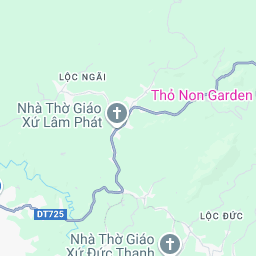 LỘC NGÃI
Thỏ Non Garden
Nhà Thờ Giáo
Xứ Lâm Phát
DT725
LỘC ĐỨC
Nhà Thờ Giáo
Xứ Đức Thanh